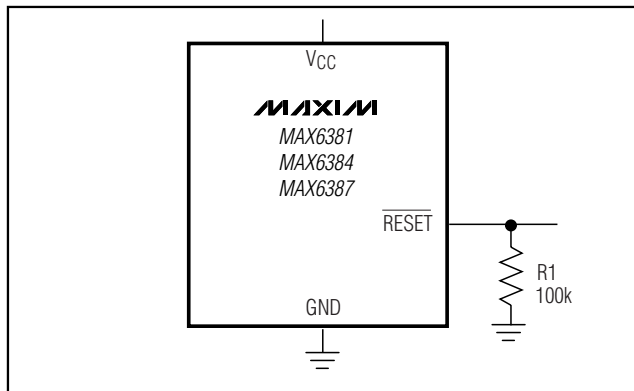 VCC
MAXIM
MAX6381
MAX6384
MAX6387
RESET
R1
100k
GND